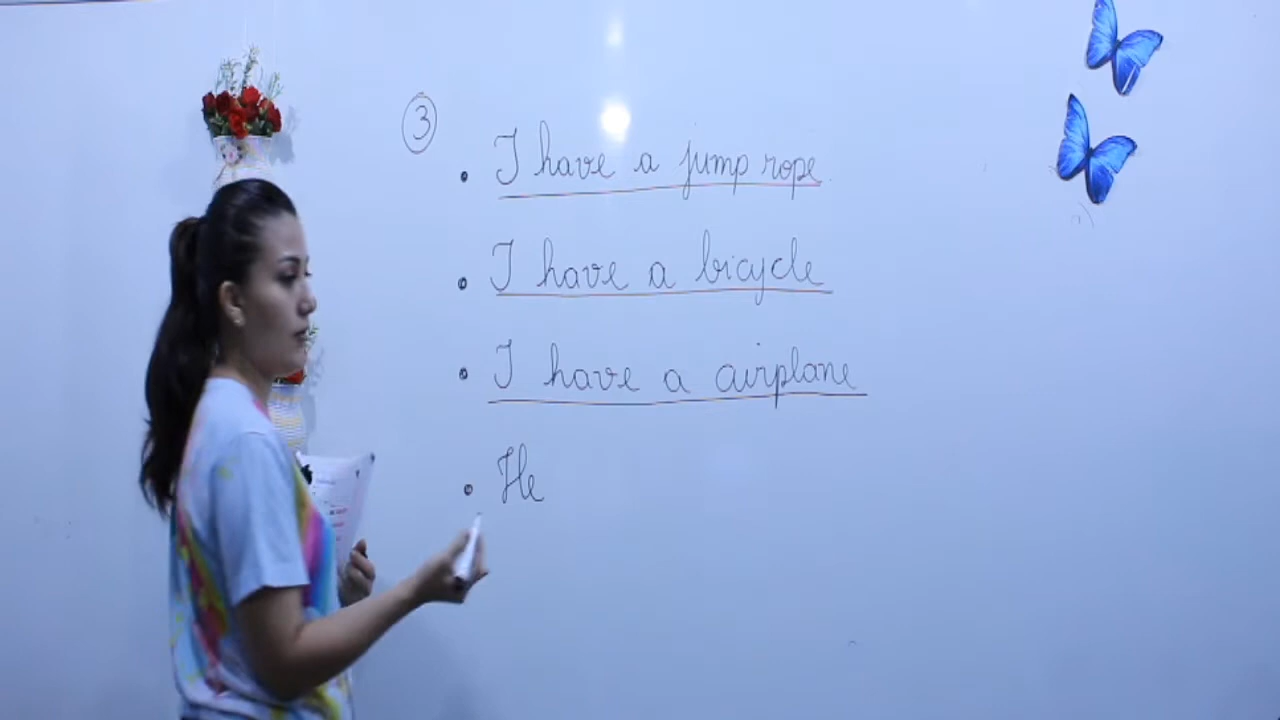 3
• I have a jump rope
• I have a bicycle
• I have a airplane
• He